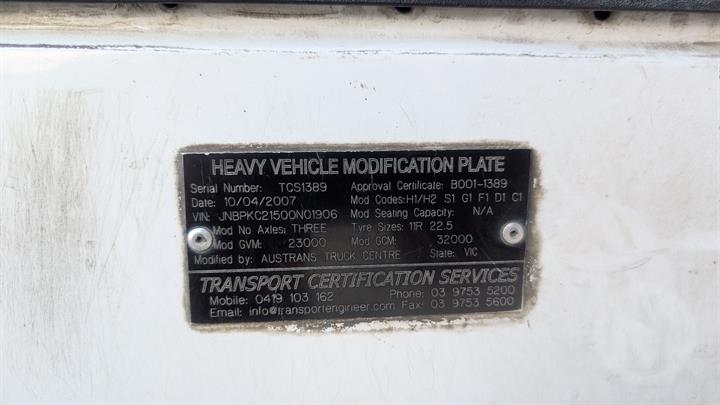 HEAVY VEHICLE MODIFICATION PLATE
Serial Number: TCS1389 Approval Certificate: B001-1389
Date: 10/04/2007 Mod Codes: H1/H2 S1 G1 F1 D1 C1
VIN: JNBPKC21500N01906 Mod Seating Capacity: N/A
Mod No Axles: THREE Tyre Sizes: 11R 22.5
Mod GVM: 23000 Mod GCM: 32000
Modified by: AUSTRANS TRUCK CENTRE State: VIC
TRANSPORT CERTIFICATION SERVICES
Mobile: 0419 103 162 Phone: 03 9753 5200
Email: info@transportengineer.com Fax: 03 9753 5600